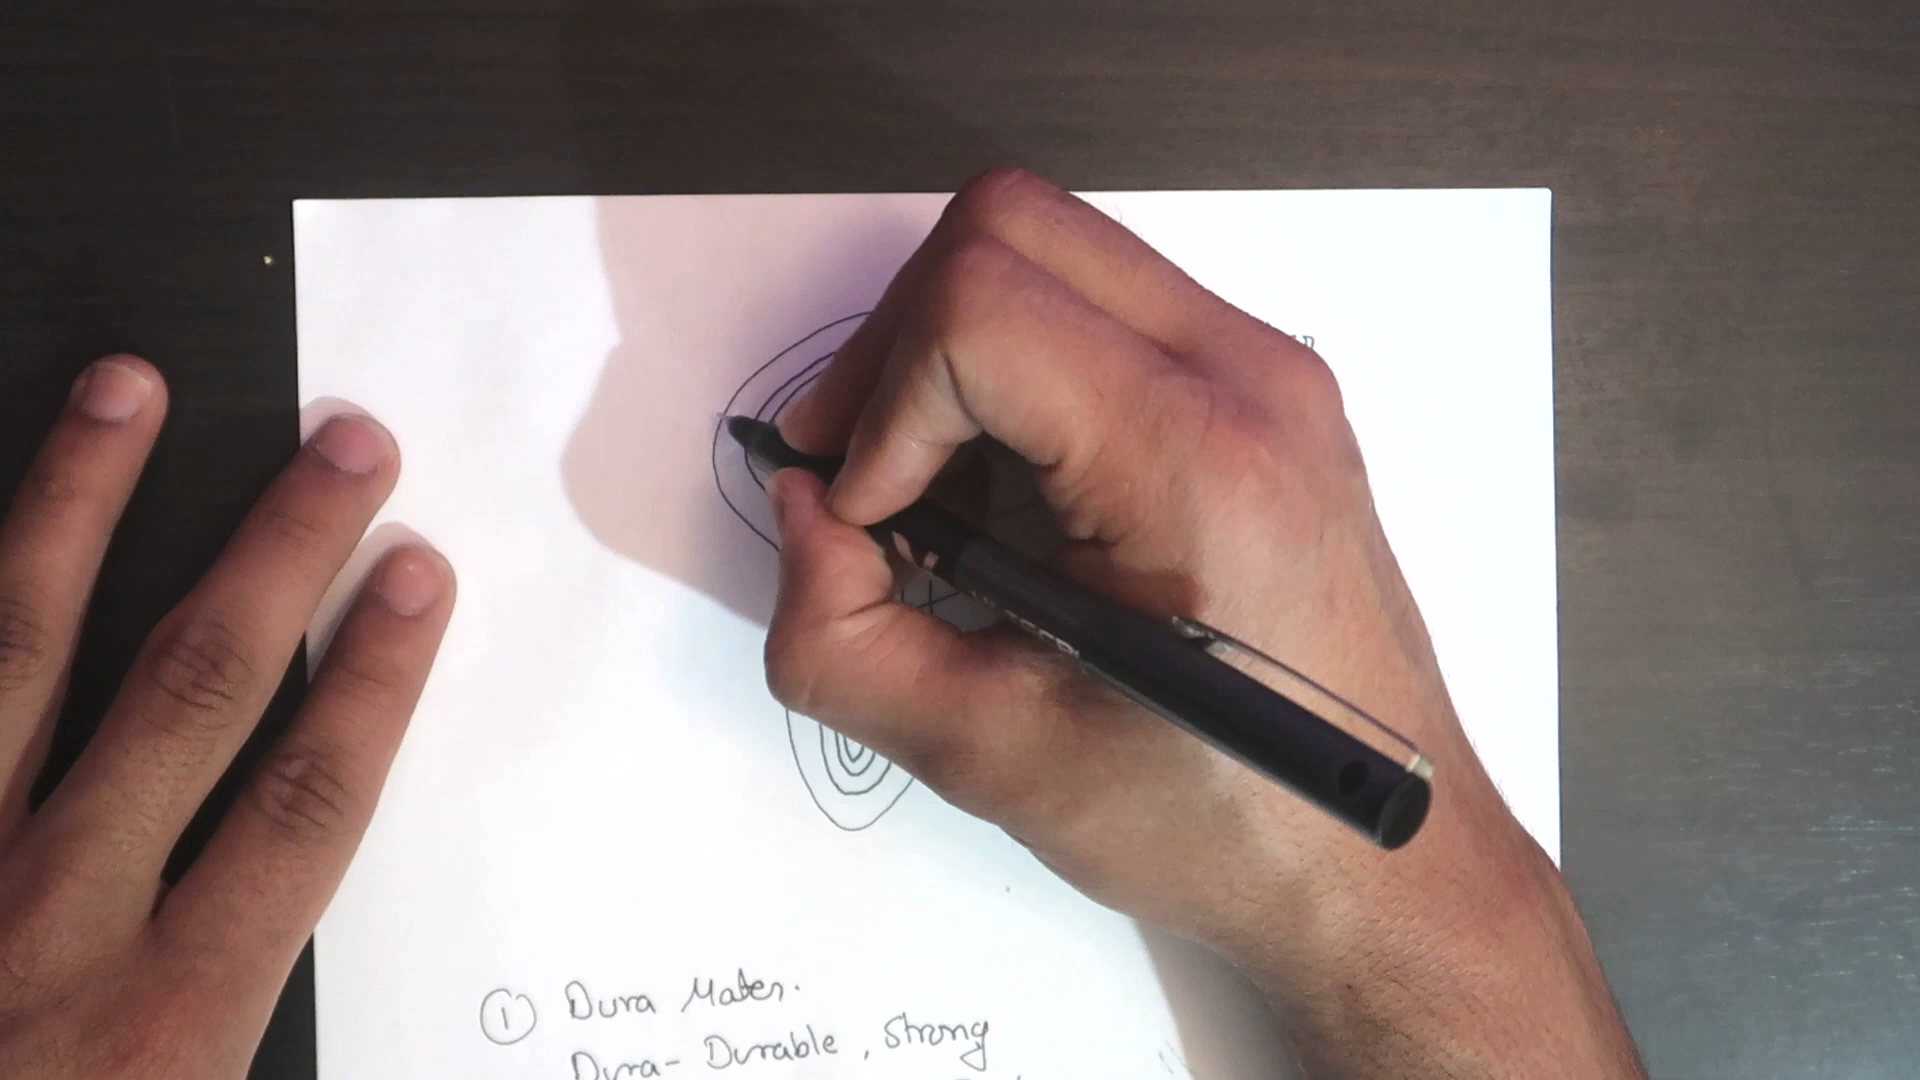 ① Dura Mater.
Dura- Durable, Strong